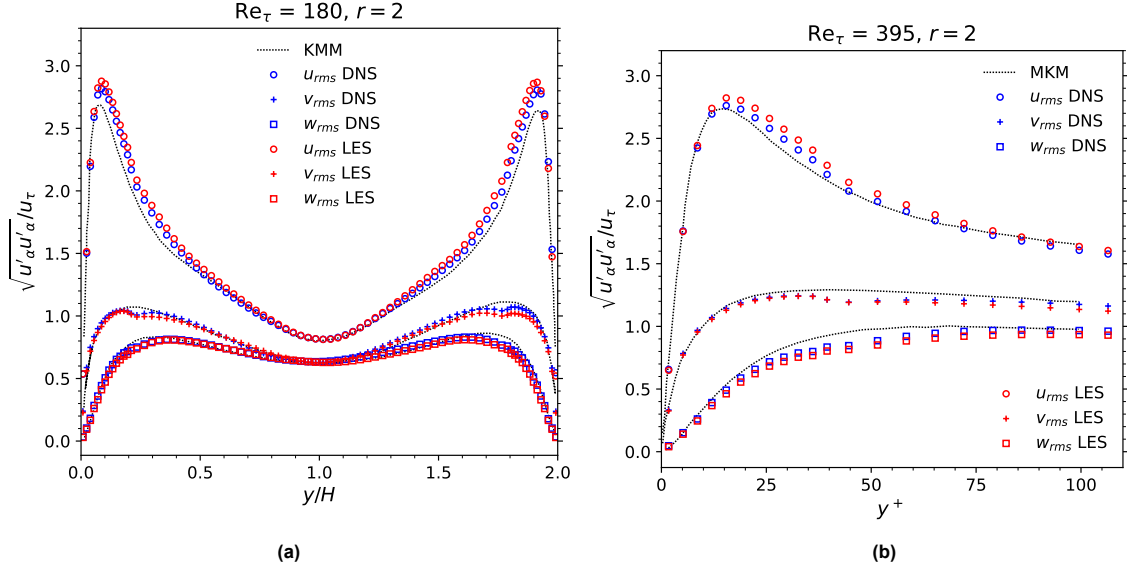 Re_τ = 180, r = 2
√(u′_α u′_α)/u_τ
3.0
2.5
2.0
1.5
1.0
0.5
0.0
KMM
u_rms DNS
v_rms DNS
w_rms DNS
u_rms LES
v_rms LES
w_rms LES
0.0 0.5 1.0 1.5 2.0
y/H
(a)
Re_τ = 395, r = 2
√(u′_α u′_α)/u_τ
3.0
2.5
2.0
1.5
1.0
0.5
0.0
MKM
u_rms DNS
v_rms DNS
w_rms DNS
u_rms LES
v_rms LES
w_rms LES
0 25 50 75 100
y⁺
(b)